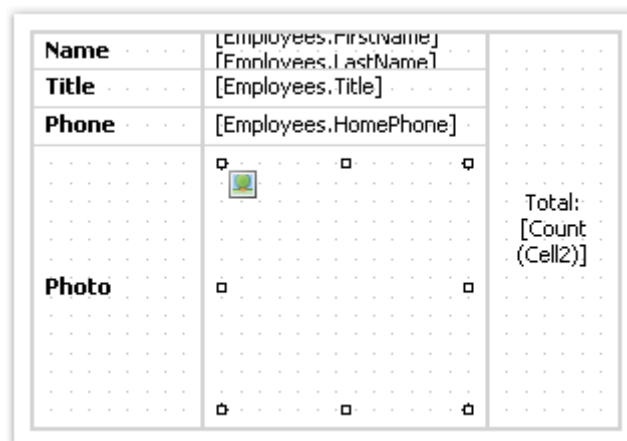 Name
[Employees.FirstName]
[Employees.LastName]
Title
[Employees.Title]
Phone
[Employees.HomePhone]
Photo
Total:
[Count
(Cell2)]